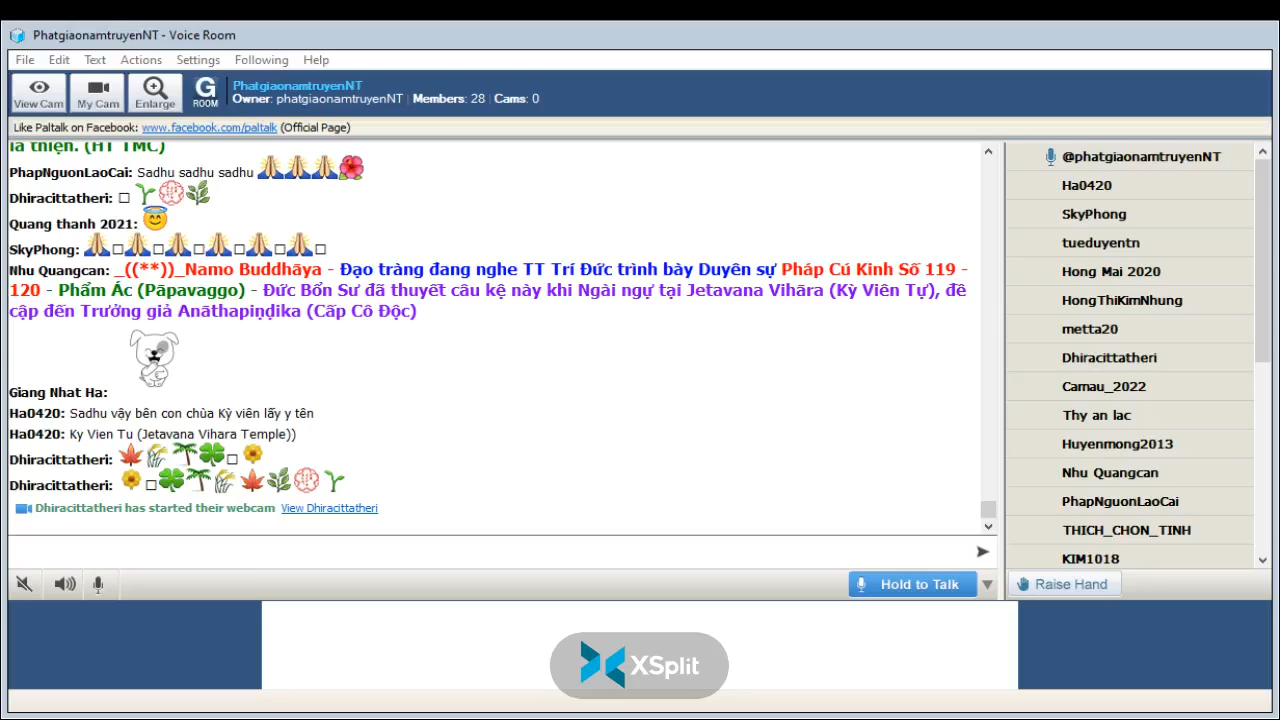 PhatgiaonamtruyenNT - Voice Room
File Edit Text Actions Settings Following Help
View Cam My Cam Enlarge G ROOM
PhatgiaonamtruyenNT
Owner: phatgiaonamtruyenNT | Members: 28 | Cams: 0
Like Paltalk on Facebook: www.facebook.com/paltalk (Official Page)
là thiện. (HT TMC)
PhapNguonLaoCai: Sadhu sadhu sadhu
Dhiracittatheri:
Quang thanh 2021:
SkyPhong:
Nhu Quangcan: _((**))_Namo Buddhāya - Đạo tràng đang nghe TT Trí Đức trình bày Duyên sự Pháp Cú Kinh Số 119 -
120 - Phẩm Ác (Pāpavaggo) - Đức Bổn Sư đã thuyết câu kệ này khi Ngài ngự tại Jetavana Vihāra (Kỳ Viên Tự), đề
cập đến Trưởng giả Anāthapiṇḍika (Cấp Cô Độc)
Giang Nhat Ha:
Ha0420: Sadhu vậy bên con chùa Kỳ viên lấy y tên
Ha0420: Ky Vien Tu (Jetavana Vihara Temple))
Dhiracittatheri:
Dhiracittatheri:
Dhiracittatheri has started their webcam View Dhiracittatheri
@phatgiaonamtruyenNT
Ha0420
SkyPhong
tueduyentn
Hong Mai 2020
HongThiKimNhung
metta20
Dhiracittatheri
Camau_2022
Thy an lac
Huyenmong2013
Nhu Quangcan
PhapNguonLaoCai
THICH_CHON_TINH
KIM1018
Hold to Talk
Raise Hand
XSplit